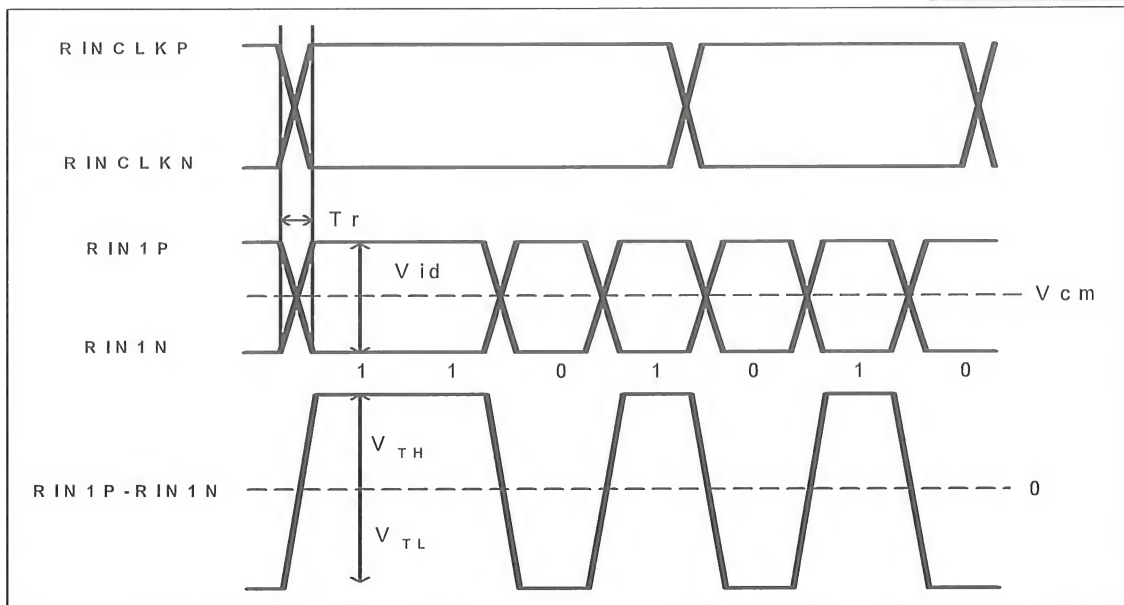 RINCLKP
RINCLKN
Tr
RIN1P
Vid
Vcm
RIN1N
1 1 0 1 0 1 0
VTH
RIN1P-RIN1N
0
VTL